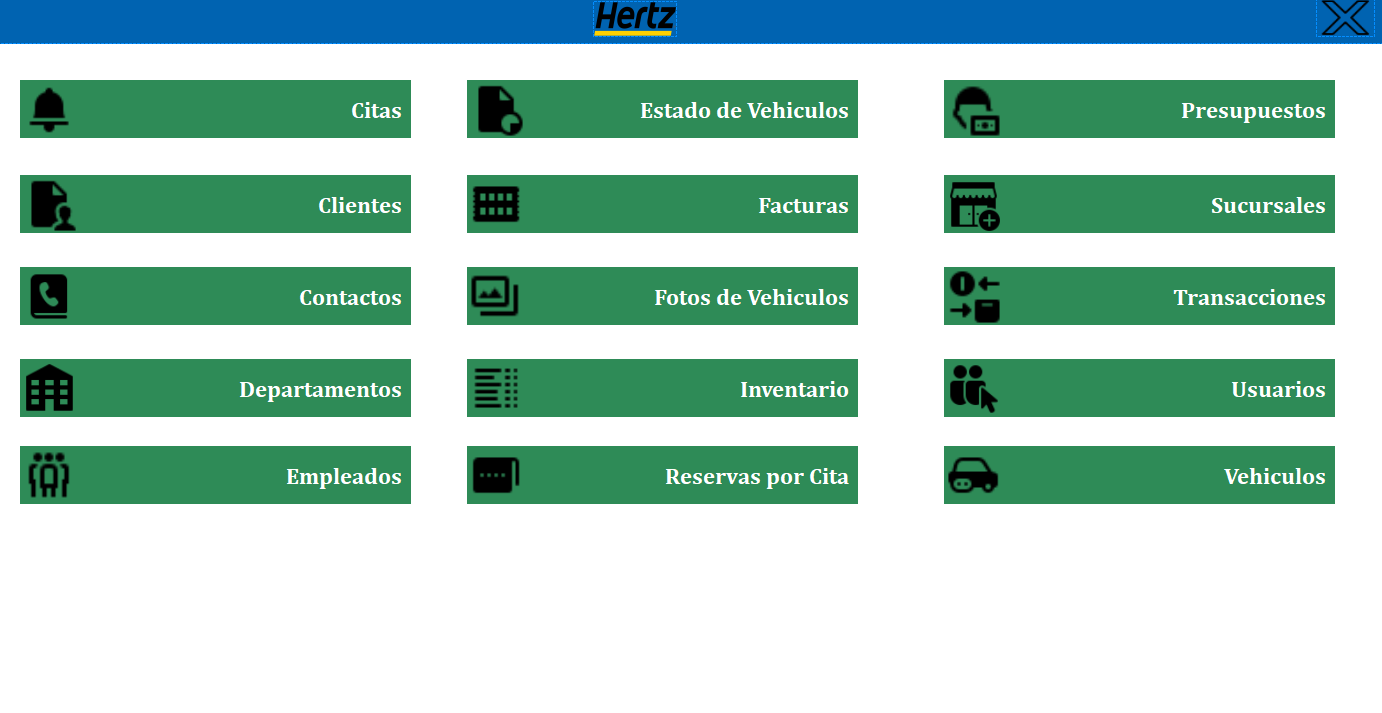 Hertz
Citas
Estado de Vehiculos
Presupuestos
Clientes
Facturas
Sucursales
Contactos
Fotos de Vehiculos
Transacciones
Departamentos
Inventario
Usuarios
Empleados
Reservas por Cita
Vehiculos